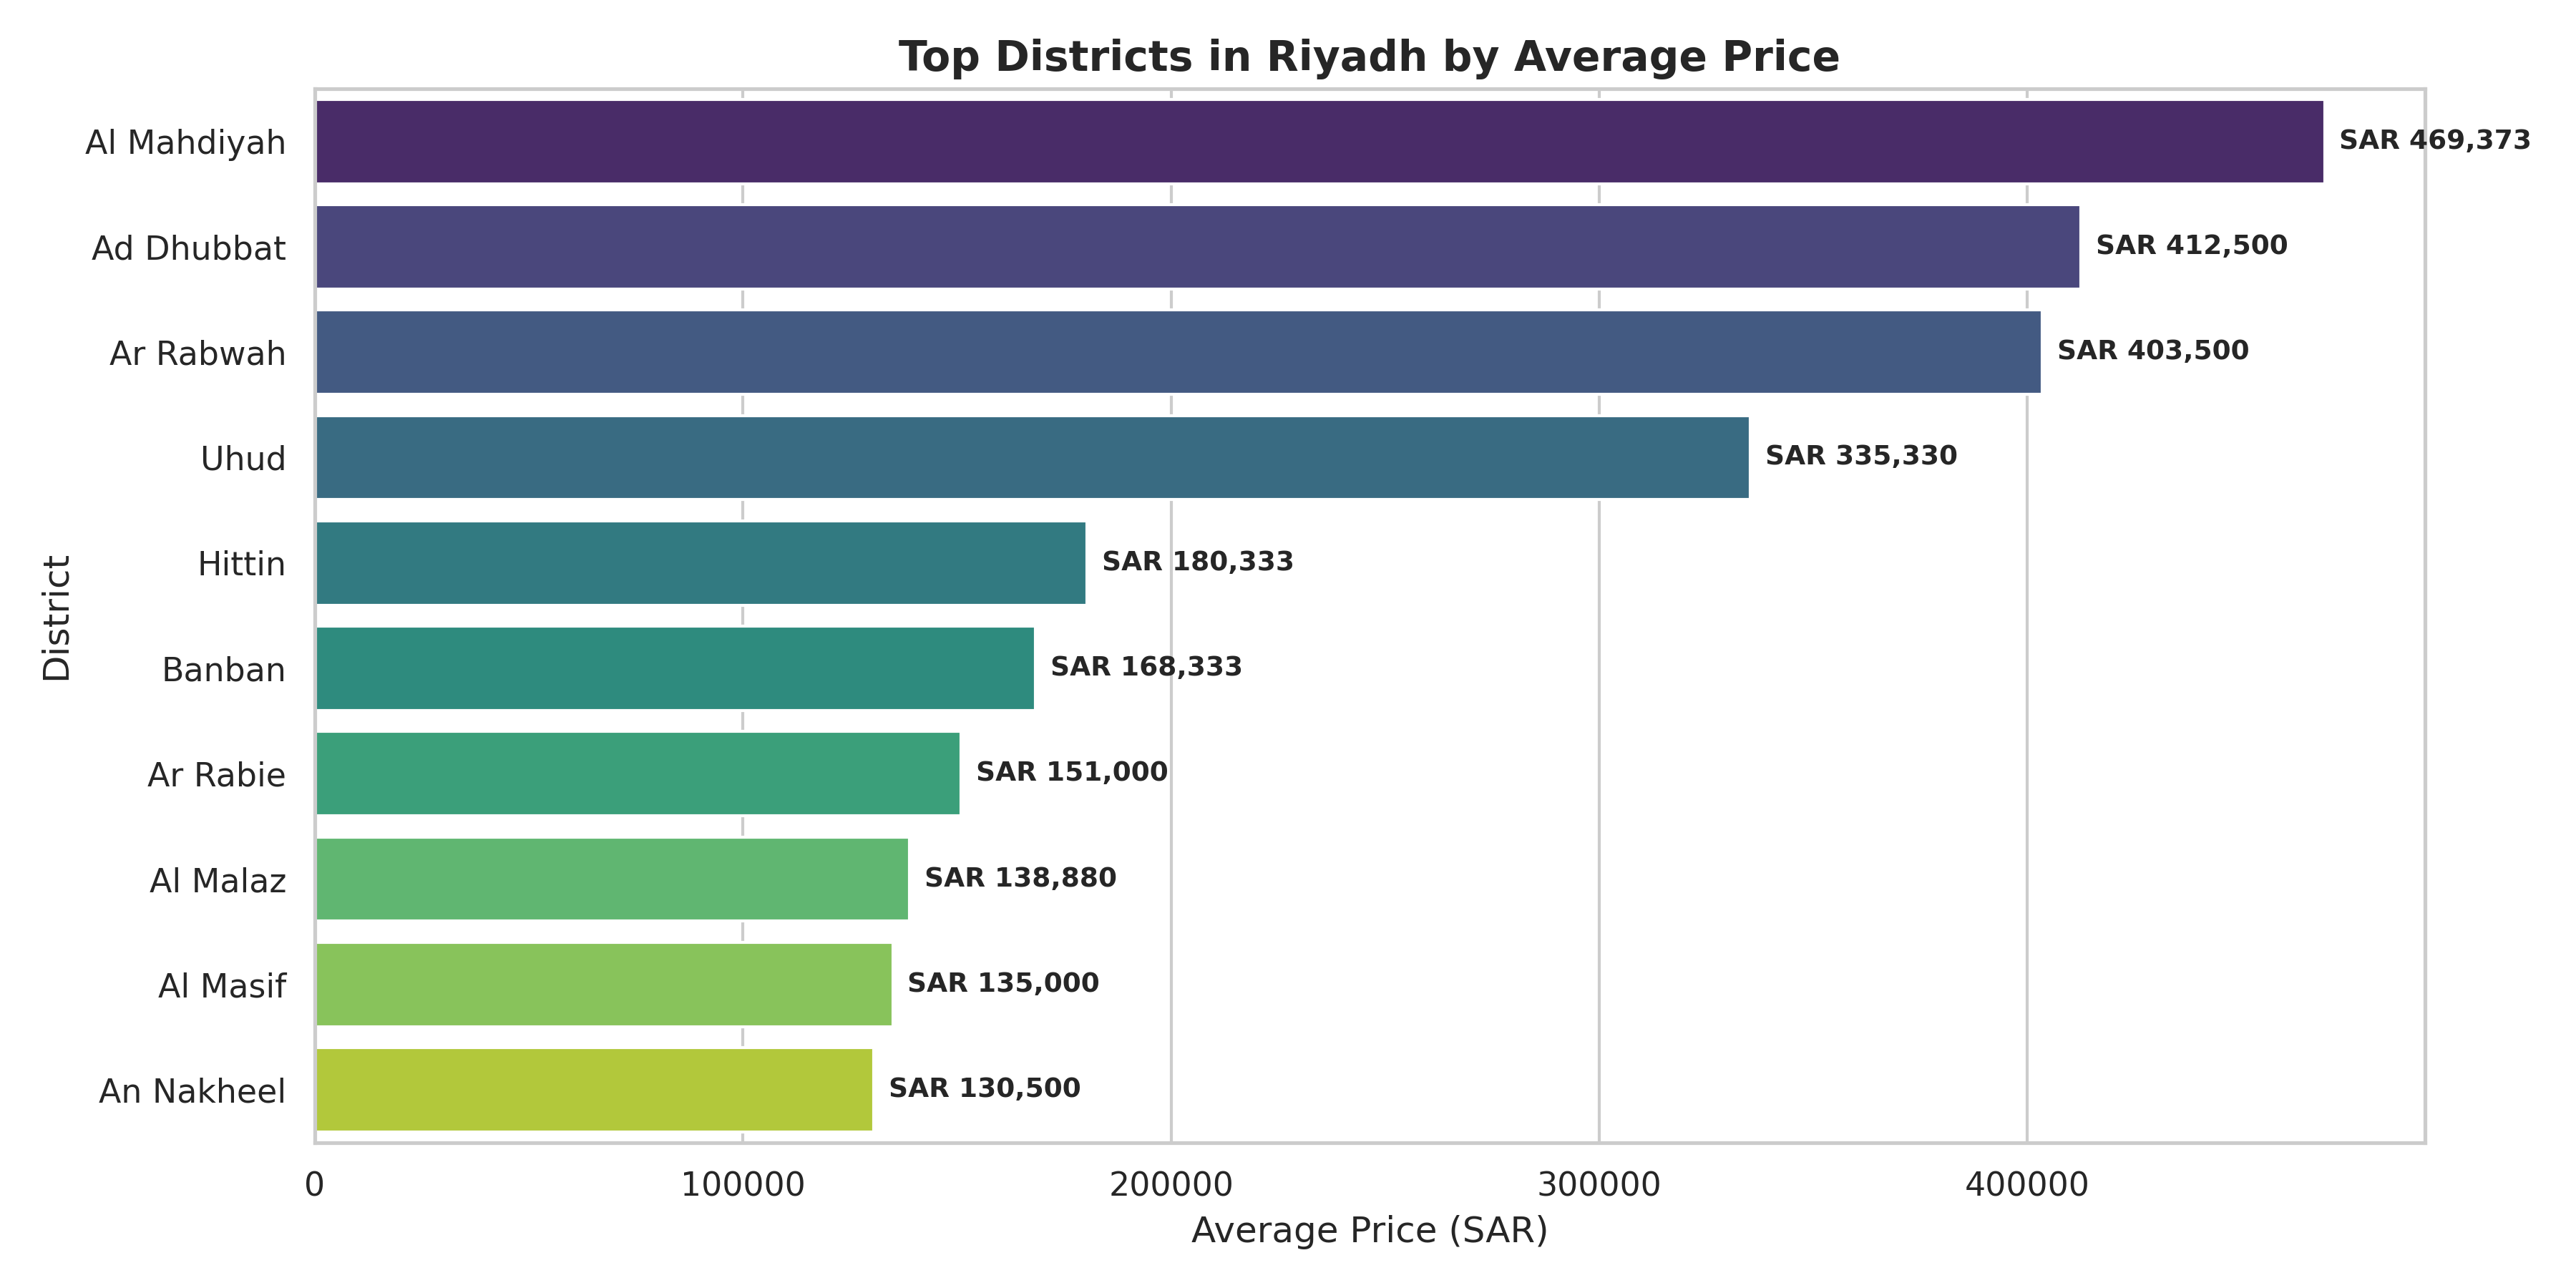 Top Districts in Riyadh by Average Price
Al Mahdiyah SAR 469,373
Ad Dhubbat SAR 412,500
Ar Rabwah SAR 403,500
Uhud SAR 335,330
Hittin SAR 180,333
Banban SAR 168,333
Ar Rabie SAR 151,000
Al Malaz SAR 138,880
Al Masif SAR 135,000
An Nakheel SAR 130,500
District
0 100000 200000 300000 400000
Average Price (SAR)